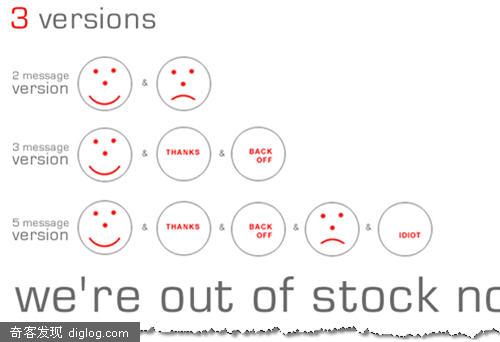 3 versions
2 message
version
&
3 message
version
&
THANKS
&
BACK
OFF
5 message
version
&
THANKS
&
BACK
OFF
&
&
IDIOT
we're out of stock no
奇客发现 diglog.com